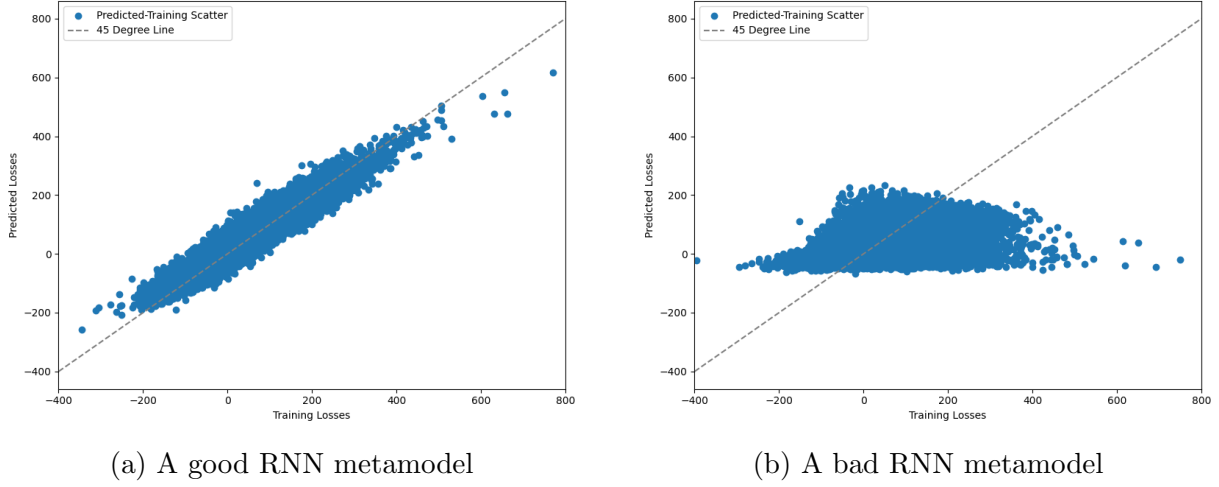 Predicted-Training Scatter
45 Degree Line
800
600
400
200
0
−200
−400
Predicted Losses
−400
−200
0
200
400
600
800
Training Losses
(a) A good RNN metamodel
Predicted-Training Scatter
45 Degree Line
800
600
400
200
0
−200
−400
Predicted Losses
−400
−200
0
200
400
600
800
Training Losses
(b) A bad RNN metamodel